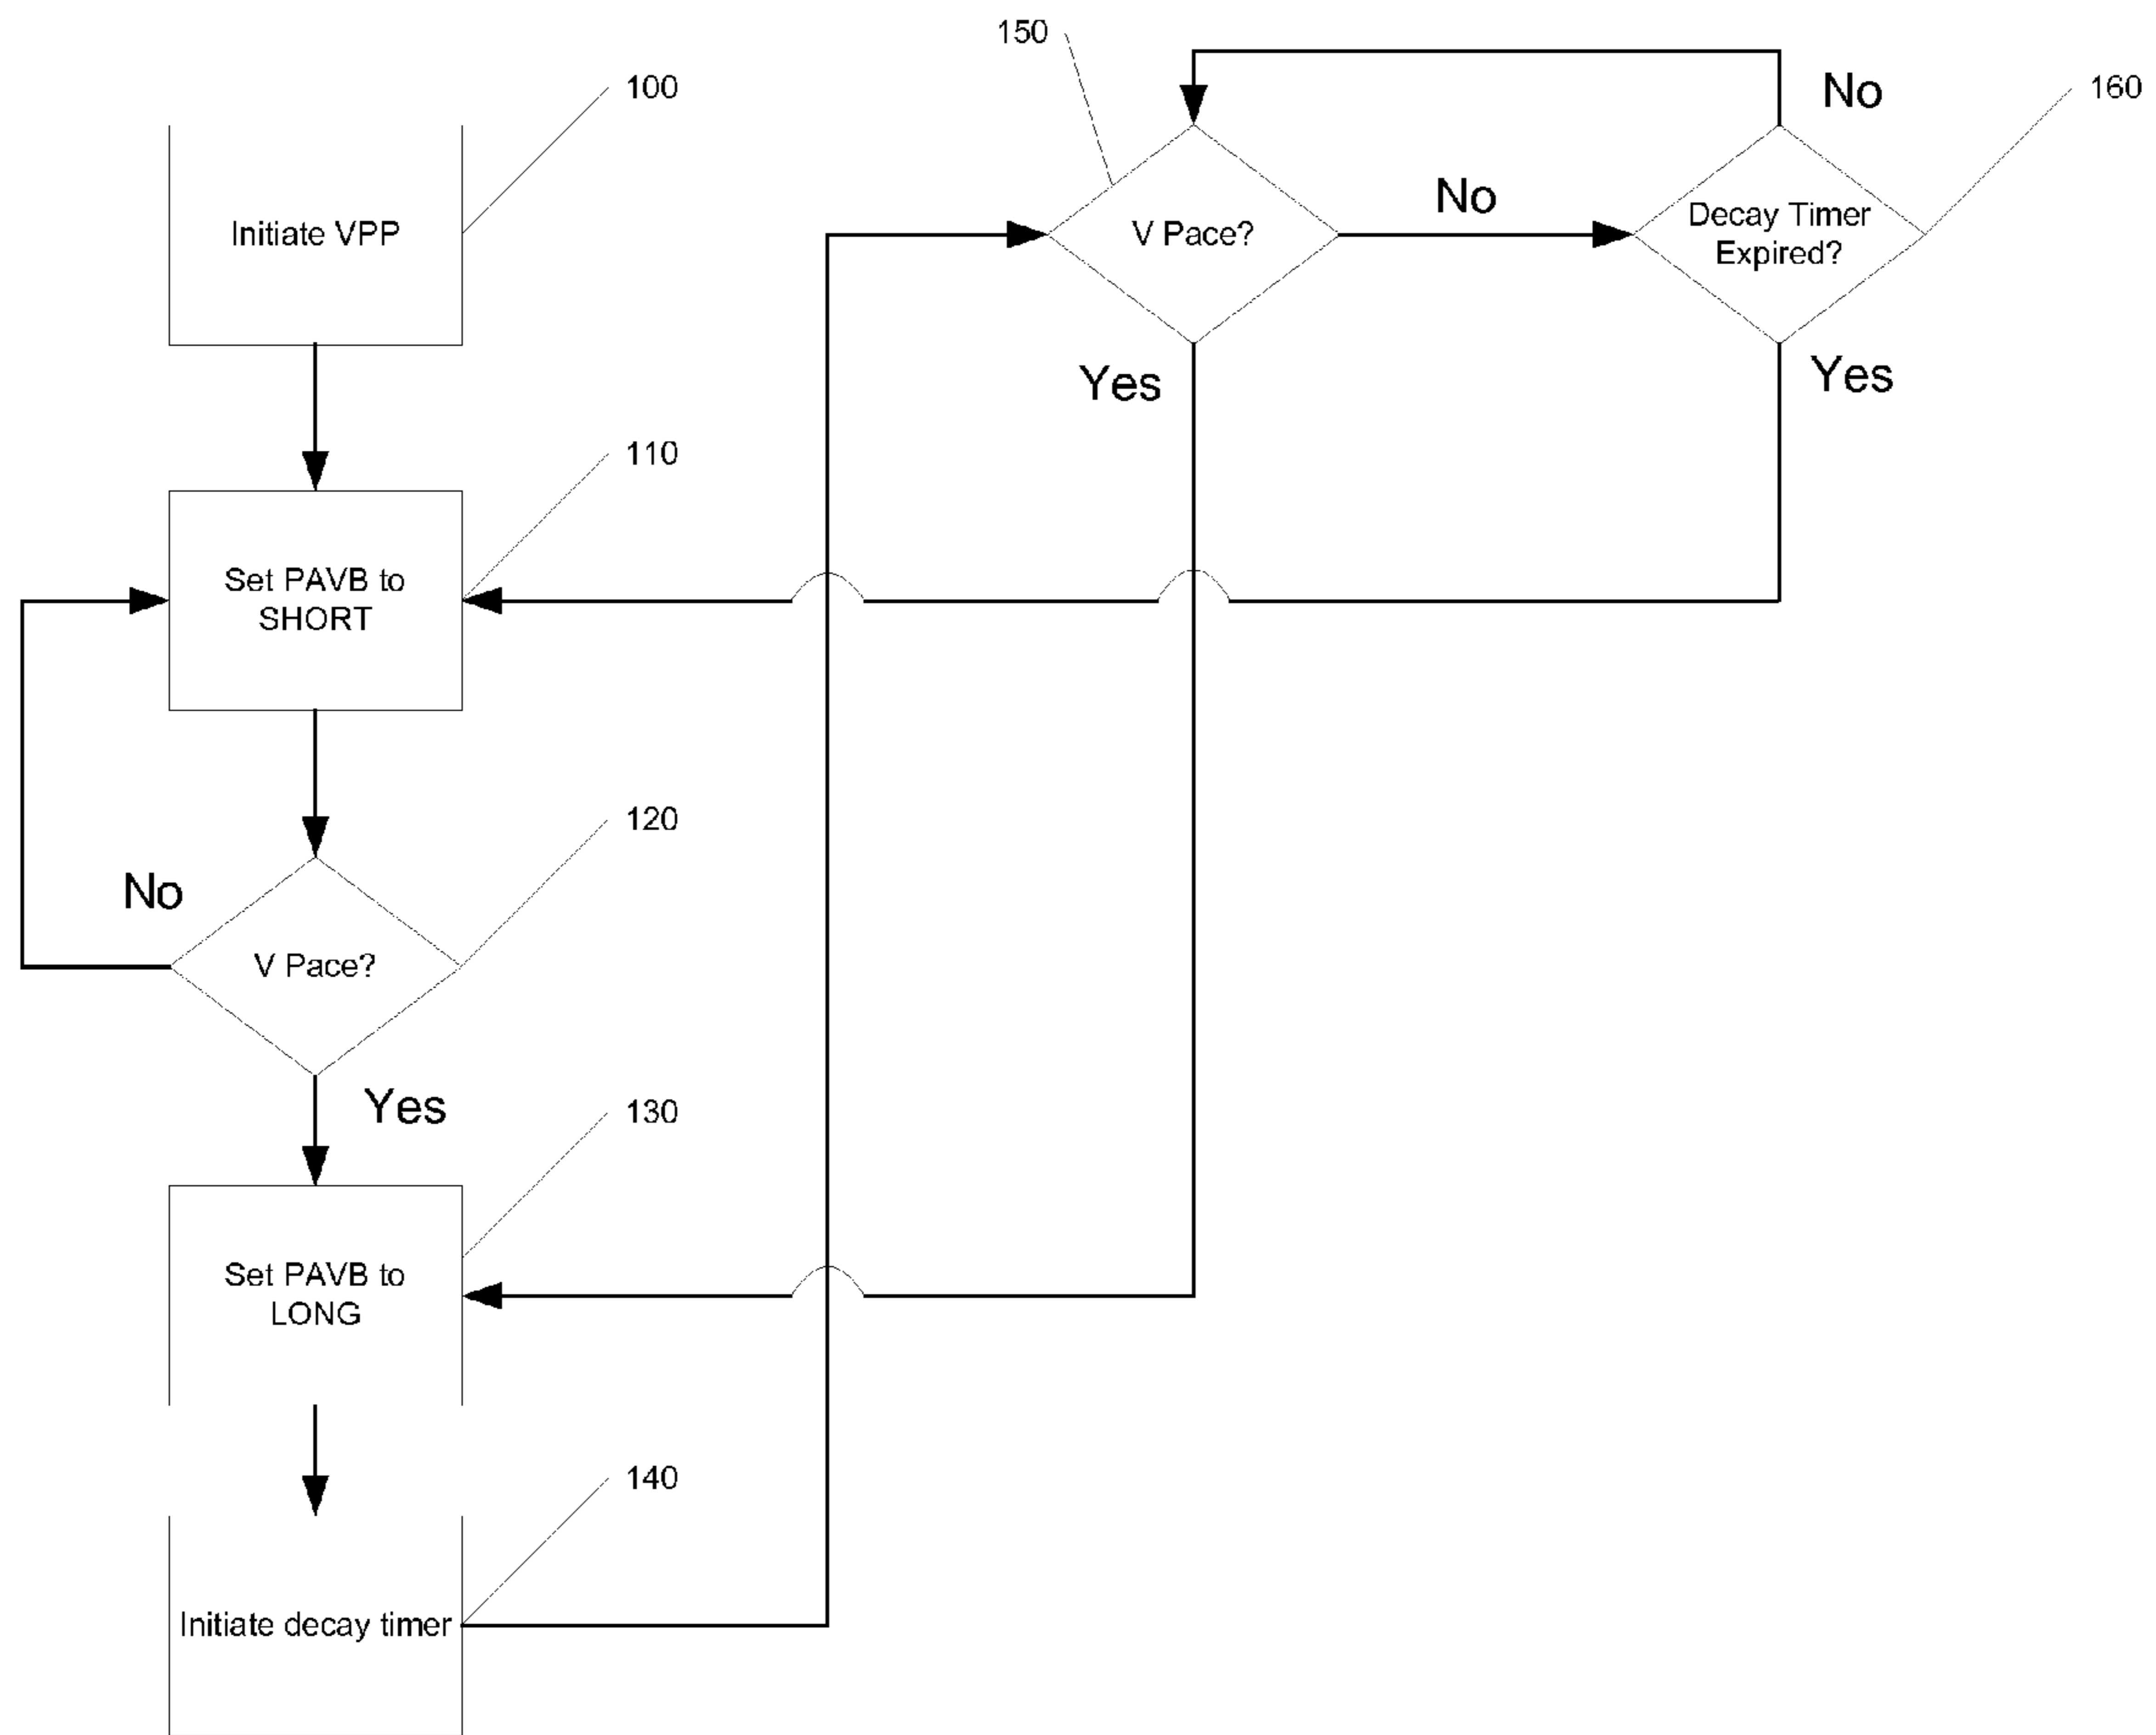 150
100
No
160
Initiate VPP
V Pace?
No
Decay Timer
Expired?
Yes
Yes
110
Set PAVB to
SHORT
120
No
V Pace?
Yes
130
Set PAVB to
LONG
140
Initiate decay timer